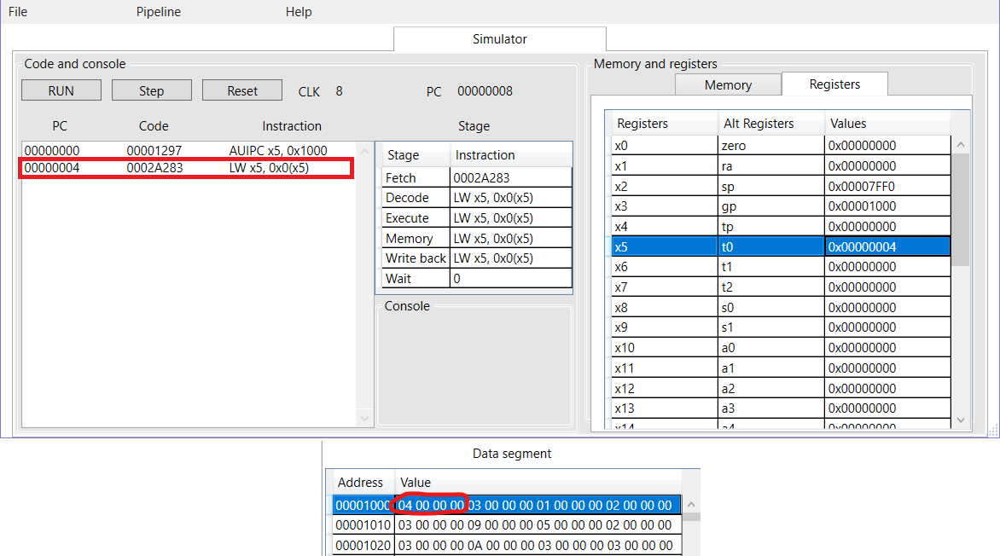 File Pipeline Help
Simulator
Code and console
RUN Step Reset CLK 8 PC 00000008
PC Code Instraction
00000000 00001297 AUIPC x5, 0x1000
00000004 0002A283 LW x5, 0x0(x5)
Stage
Stage Instraction
Fetch 0002A283
Decode LW x5, 0x0(x5)
Execute LW x5, 0x0(x5)
Memory LW x5, 0x0(x5)
Write back LW x5, 0x0(x5)
Wait 0
Console
Memory and registers
Memory Registers
Registers Alt Registers Values
x0 zero 0x00000000
x1 ra 0x00000000
x2 sp 0x00007FF0
x3 gp 0x00001000
x4 tp 0x00000000
x5 t0 0x00000004
x6 t1 0x00000000
x7 t2 0x00000000
x8 s0 0x00000000
x9 s1 0x00000000
x10 a0 0x00000000
x11 a1 0x00000000
x12 a2 0x00000000
x13 a3 0x00000000
x14 a4 0x00000000
Data segment
Address Value
00001000 04 00 00 00 03 00 00 00 01 00 00 00 02 00 00 00
00001010 03 00 00 00 09 00 00 00 05 00 00 00 02 00 00 00
00001020 03 00 00 00 0A 00 00 00 03 00 00 00 03 00 00 00